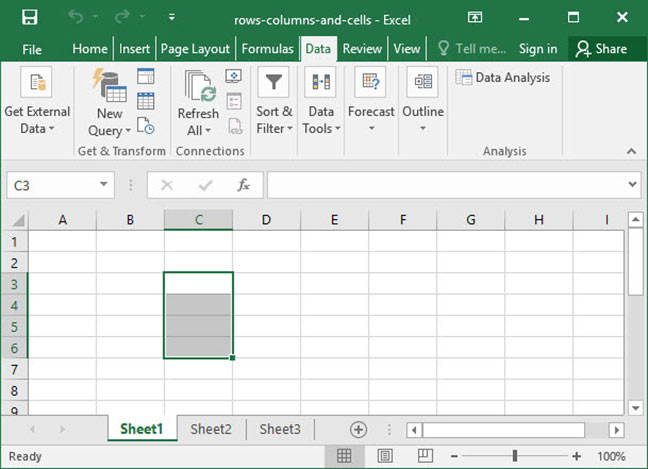 rows-columns-and-cells - Excel
File Home Insert Page Layout Formulas Data Review View Tell me... Sign in Share
Get External Data
New Query
Refresh All
Sort & Filter
Data Tools
Forecast
Outline
Data Analysis
Get & Transform Connections Analysis
C3 fx
A B C D E F G H I
1
2
3
4
5
6
7
8
9
Sheet1 Sheet2 Sheet3
Ready 100%